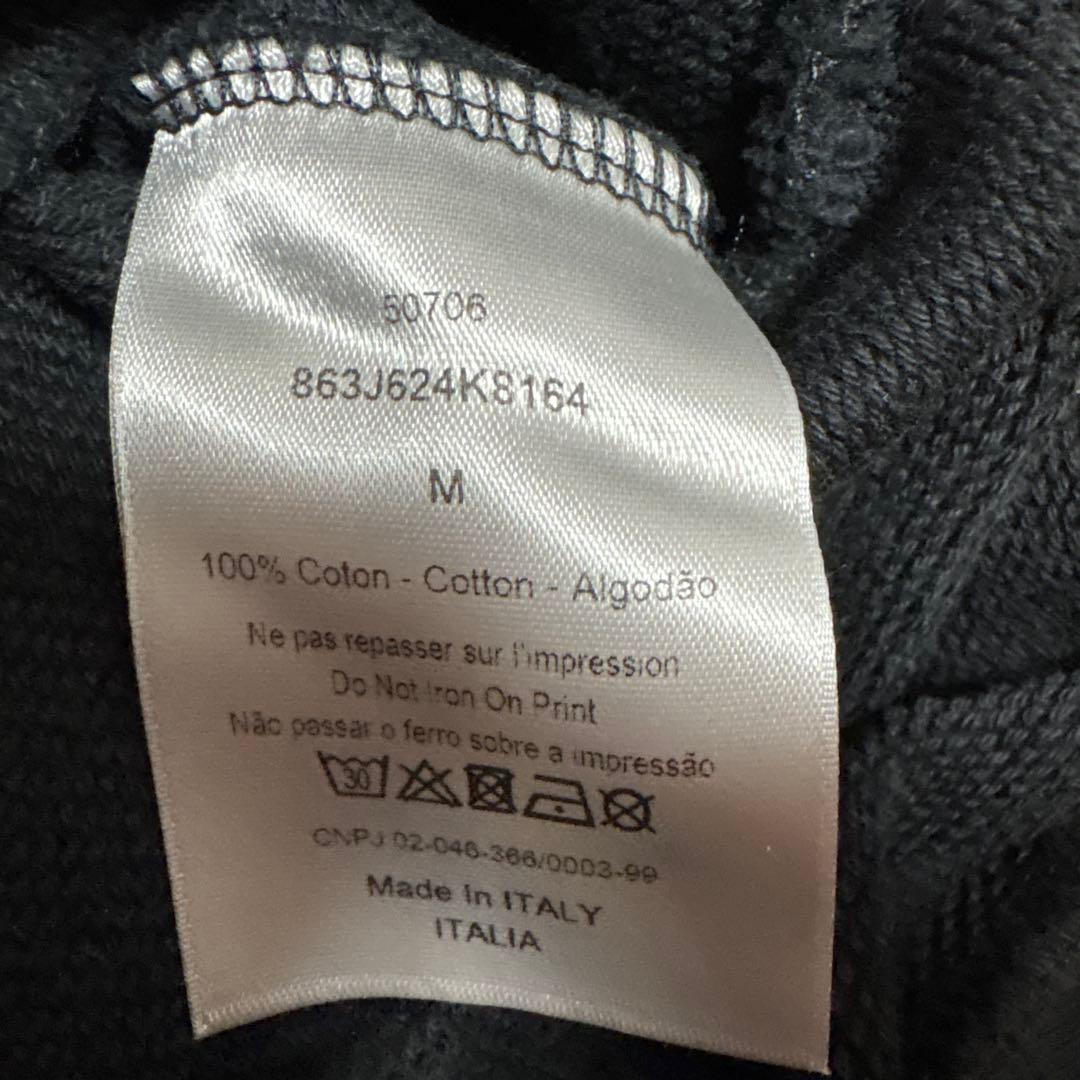 50706
863J624K8164
M
100% Coton - Cotton - Algodão
Ne pas repasser sur l'impression
Do Not Iron On Print
Não passar o ferro sobre a impressão
30
CNPJ 02-046-366/0003-99
Made In ITALY
ITALIA